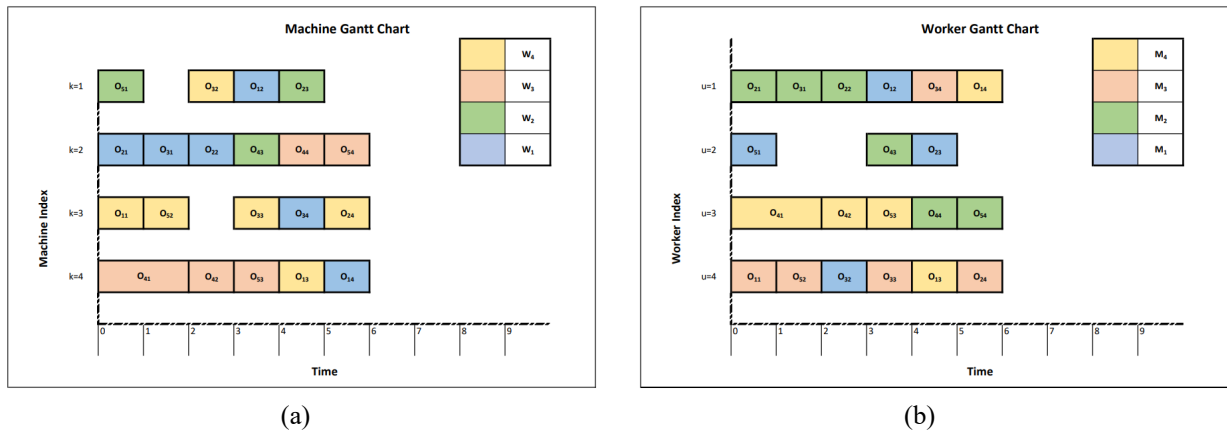 Machine Gantt Chart
W₄
W₃
W₂
W₁
k=1
O₅₁
O₃₂
O₁₂
O₂₃
k=2
O₂₁
O₃₁
O₂₂
O₄₃
O₄₄
O₅₄
k=3
O₁₁
O₅₂
O₃₃
O₃₄
O₂₄
k=4
O₄₁
O₄₂
O₅₃
O₁₃
O₁₄
Machine Index
0 1 2 3 4 5 6 7 8 9
Time
(a)
Worker Gantt Chart
M₄
M₃
M₂
M₁
u=1
O₂₁
O₃₁
O₂₂
O₁₂
O₃₄
O₁₄
u=2
O₅₁
O₄₃
O₂₃
u=3
O₄₁
O₄₂
O₅₃
O₄₄
O₅₄
u=4
O₁₁
O₅₂
O₃₂
O₃₃
O₁₃
O₂₄
Worker Index
0 1 2 3 4 5 6 7 8 9
Time
(b)